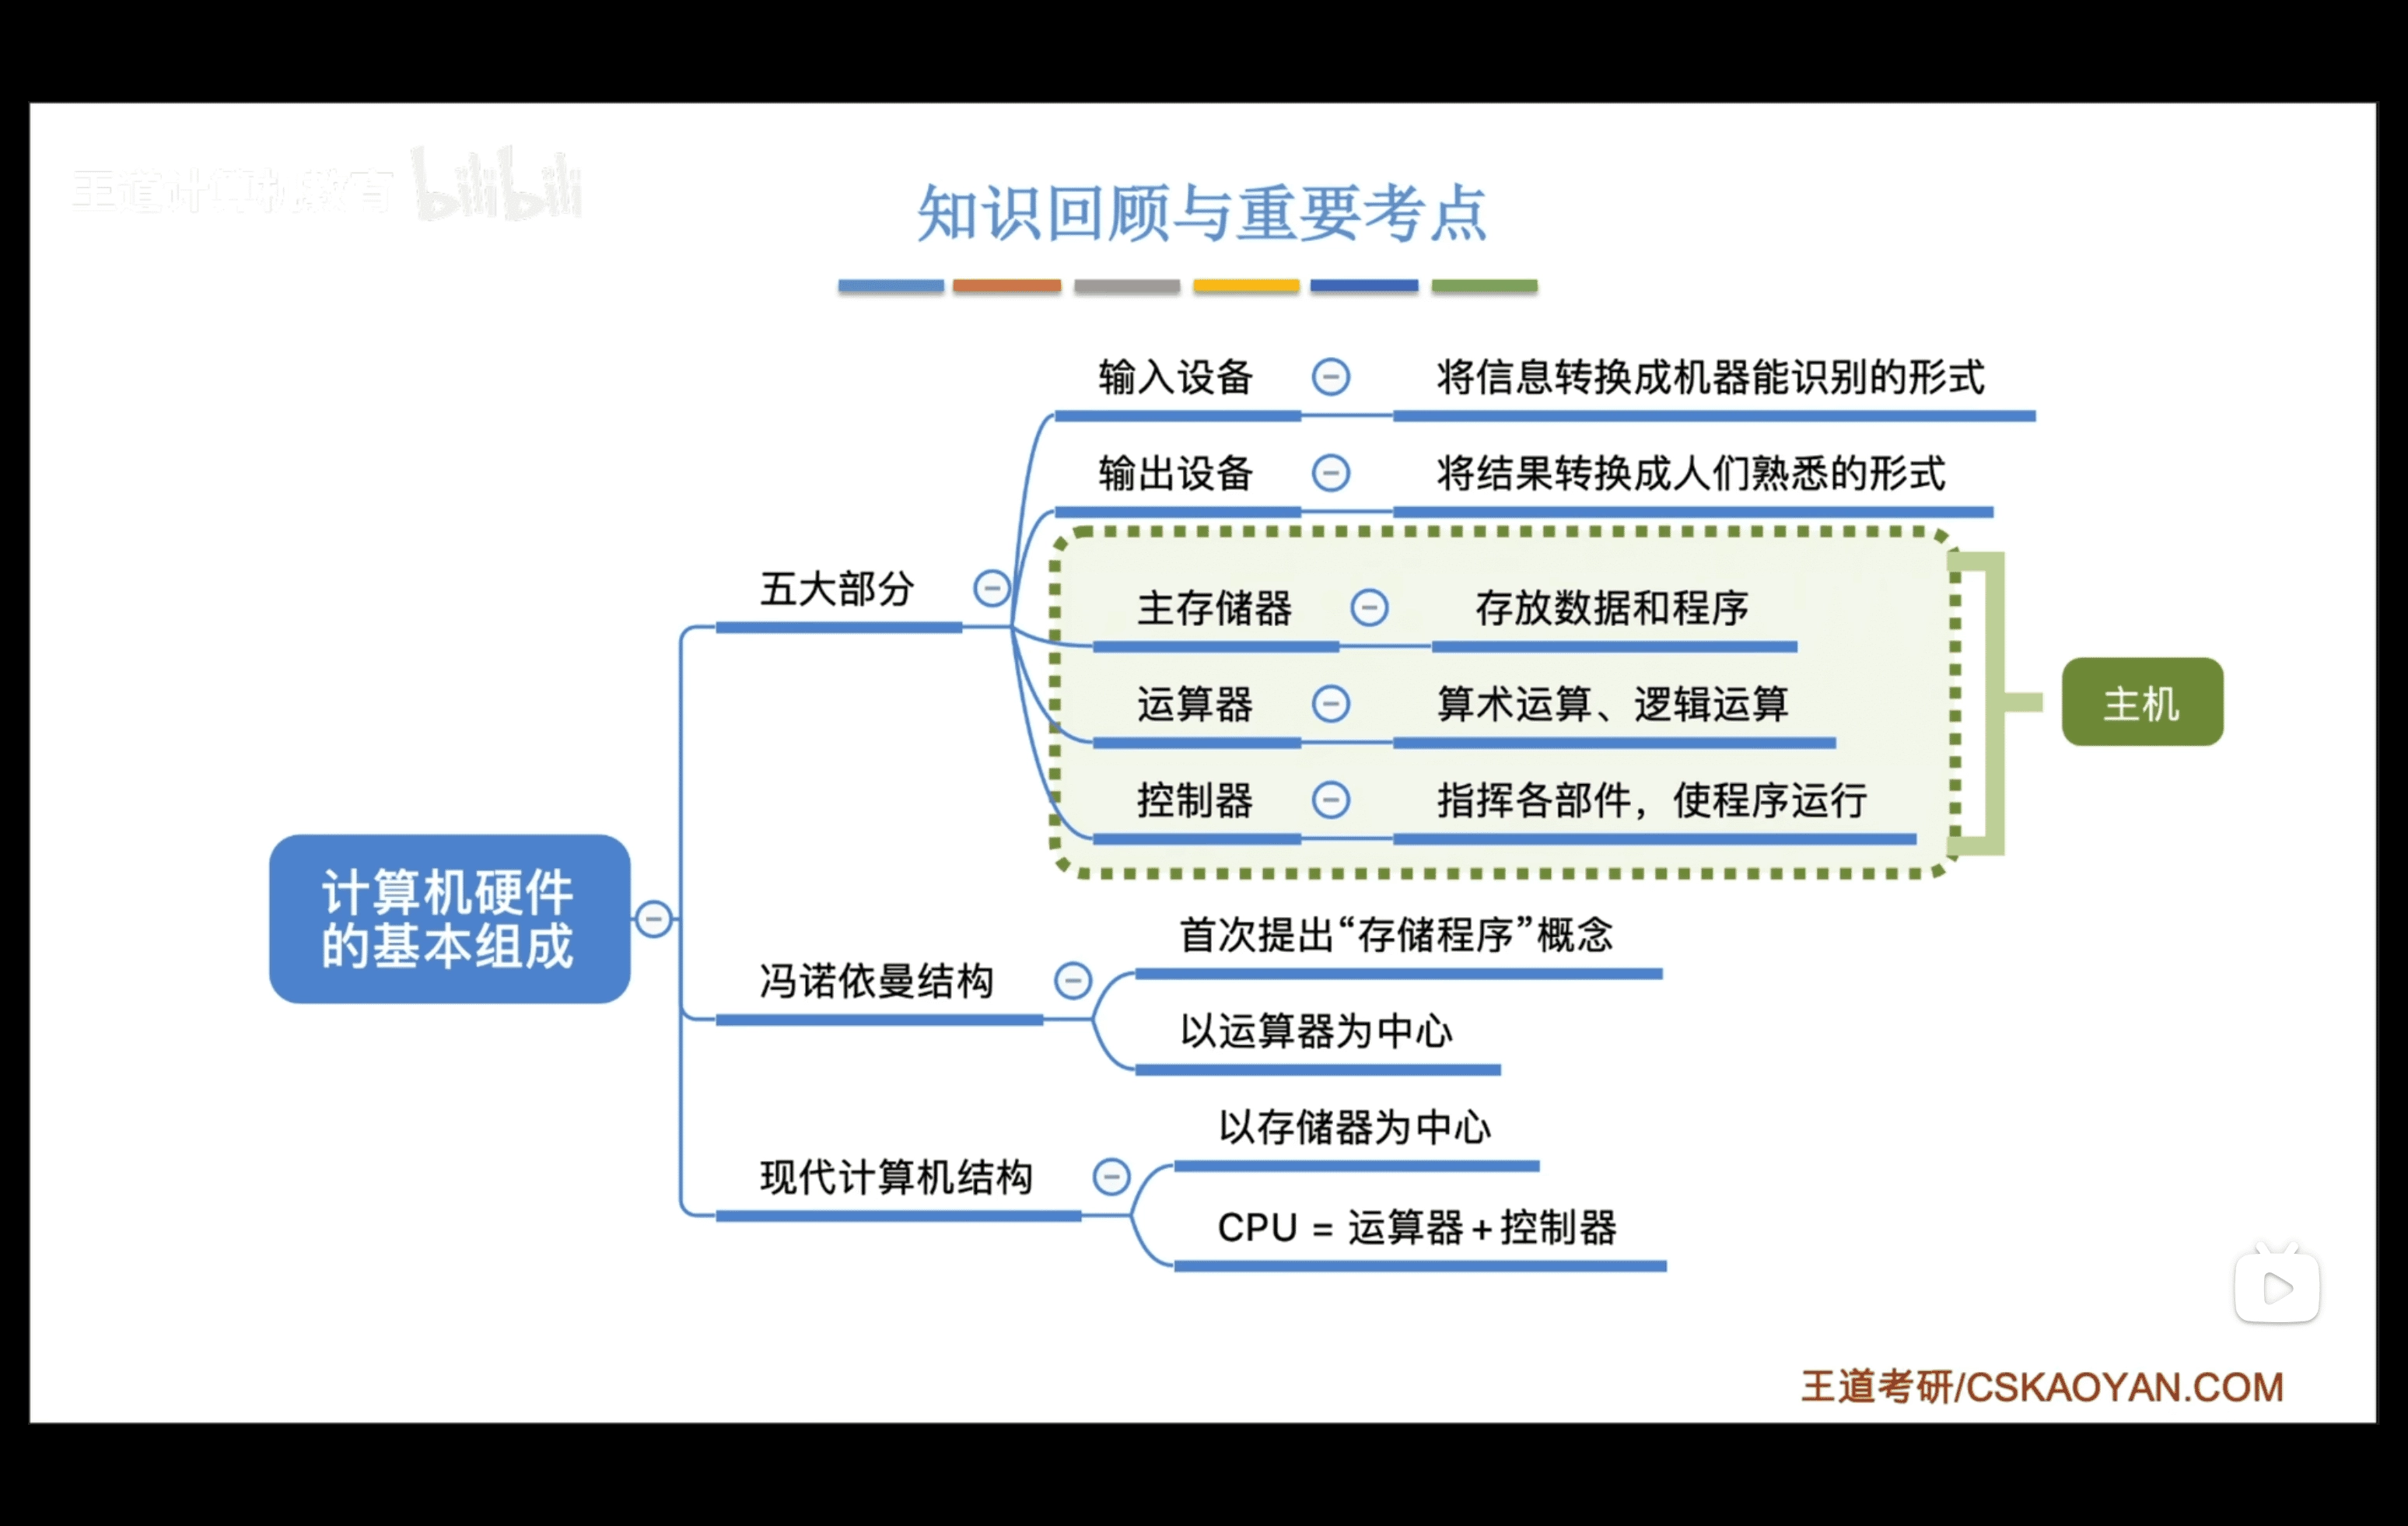 王道计算机教育 bilibili
知识回顾与重要考点
输入设备 将信息转换成机器能识别的形式
输出设备 将结果转换成人们熟悉的形式
五大部分
主存储器 存放数据和程序
运算器 算术运算、逻辑运算
主机
控制器 指挥各部件，使程序运行
计算机硬件
的基本组成
首次提出“存储程序”概念
冯诺依曼结构
以运算器为中心
以存储器为中心
现代计算机结构
CPU = 运算器+控制器
王道考研/CSKAOYAN.COM